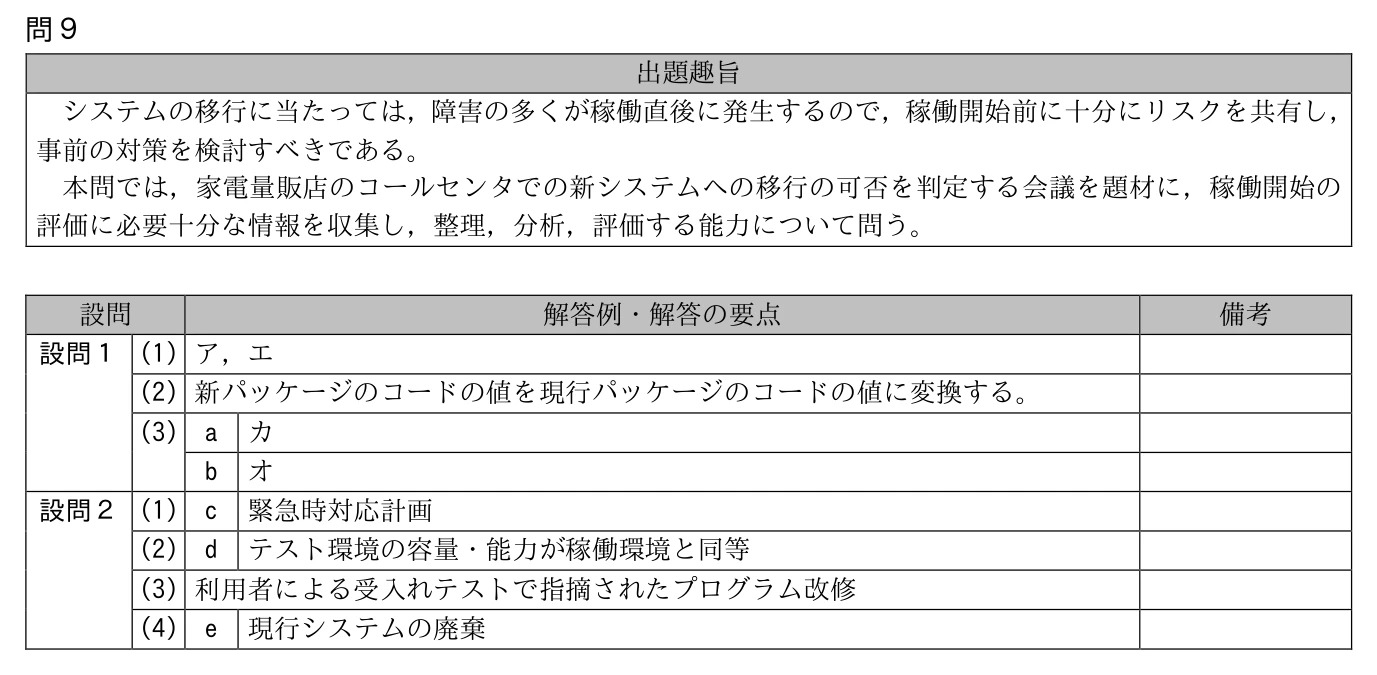 問9
出題趣旨
システムの移行に当たっては，障害の多くが稼働直後に発生するので，稼働開始前に十分にリスクを共有し，
事前の対策を検討すべきである。
本問では，家電量販店のコールセンタでの新システムへの移行の可否を判定する会議を題材に，稼働開始の
評価に必要十分な情報を収集し，整理，分析，評価する能力について問う。
設問 解答例・解答の要点 備考
設問1 (1) ア，エ
(2) 新パッケージのコードの値を現行パッケージのコードの値に変換する。
(3) a カ
b オ
設問2 (1) c 緊急時対応計画
(2) d テスト環境の容量・能力が稼働環境と同等
(3) 利用者による受入れテストで指摘されたプログラム改修
(4) e 現行システムの廃棄